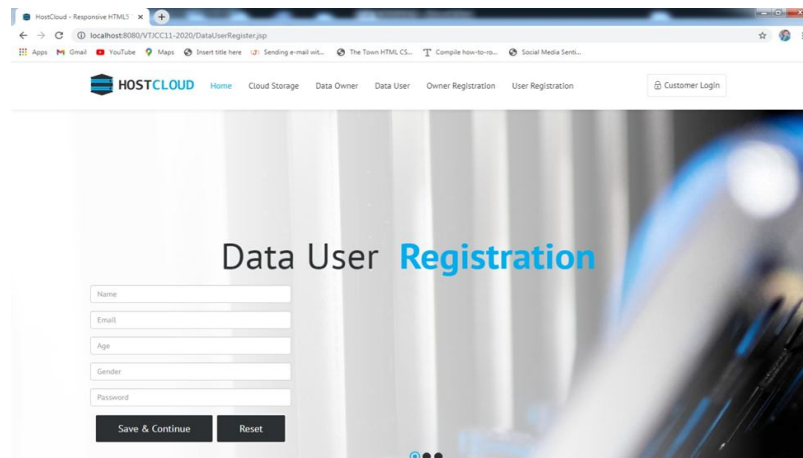 HostCloud - Responsive HTML5
localhost:8080/VTJCC11-2020/DataUserRegister.jsp
Apps Gmail YouTube Maps Insert title here Sending e-mail wit... The Town HTML CS... Compile how-to-ro... Social Media Senti...
HOSTCLOUD Home Cloud Storage Data Owner Data User Owner Registration User Registration Customer Login
Data User Registration
Name
Email
Age
Gender
Password
Save & Continue Reset